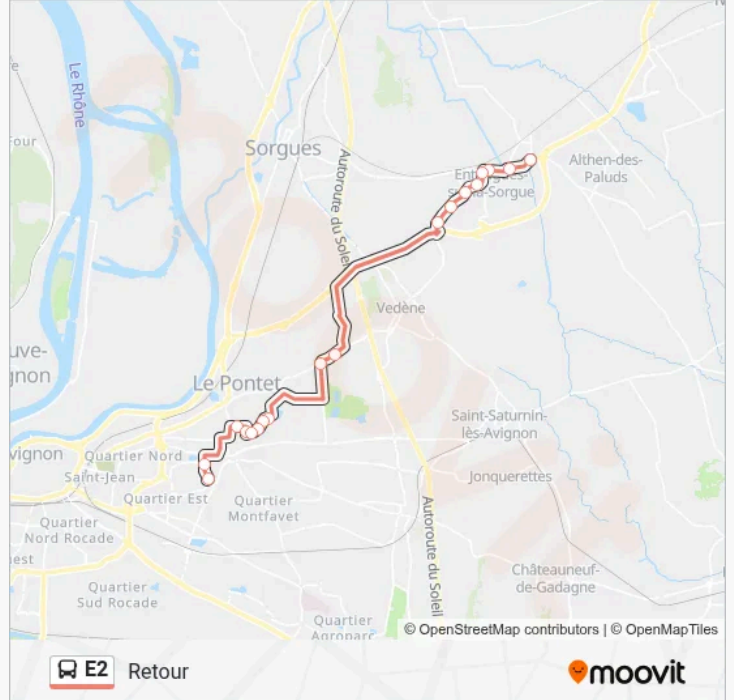 Le Rhône
Four
Sorgues
Autoroute du Soleil
Althen-des-
Paluds
Vedène
uve-
gnon
Le Pontet
Saint-Saturnin-
lès-Avignon
vignon
Quartier Nord
Saint-Jean
Jonquerettes
Quartier Est
Quartier
Montfavet
Quartier
Nord Rocade
Autoroute du Soleil
uest
Châteauneuf-
de-Gadagne
Quartier
Sud Rocade
Quartier
Agroparc
© OpenStreetMap contributors | © OpenMapTiles
E2 Retour
moovit